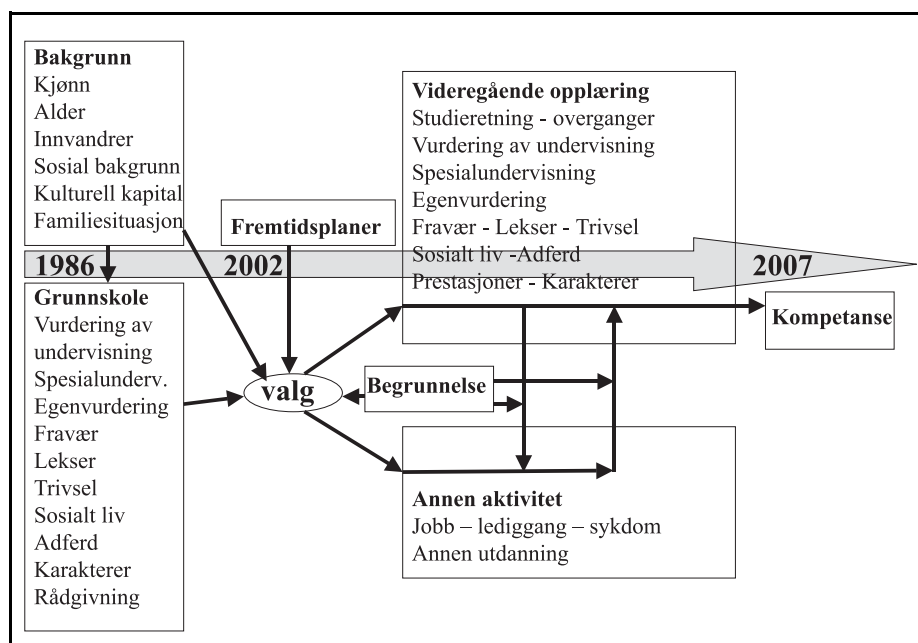 Bakgrunn
Kjønn
Alder
Innvandrer
Sosial bakgrunn
Kulturell kapital
Familiesituasjon
Fremtidsplaner
Videregående opplæring
Studieretning - overganger
Vurdering av undervisning
Spesialundervisning
Egenvurdering
Fravær - Lekser - Trivsel
Sosialt liv -Adferd
Prestasjoner - Karakterer
1986
2002
2007
Grunnskole
Vurdering av
undervisning
Spesialunderv.
Egenvurdering
Fravær
Lekser
Trivsel
Sosialt liv
Adferd
Karakterer
Rådgivning
valg
Begrunnelse
Kompetanse
Annen aktivitet
Jobb – lediggang – sykdom
Annen utdanning